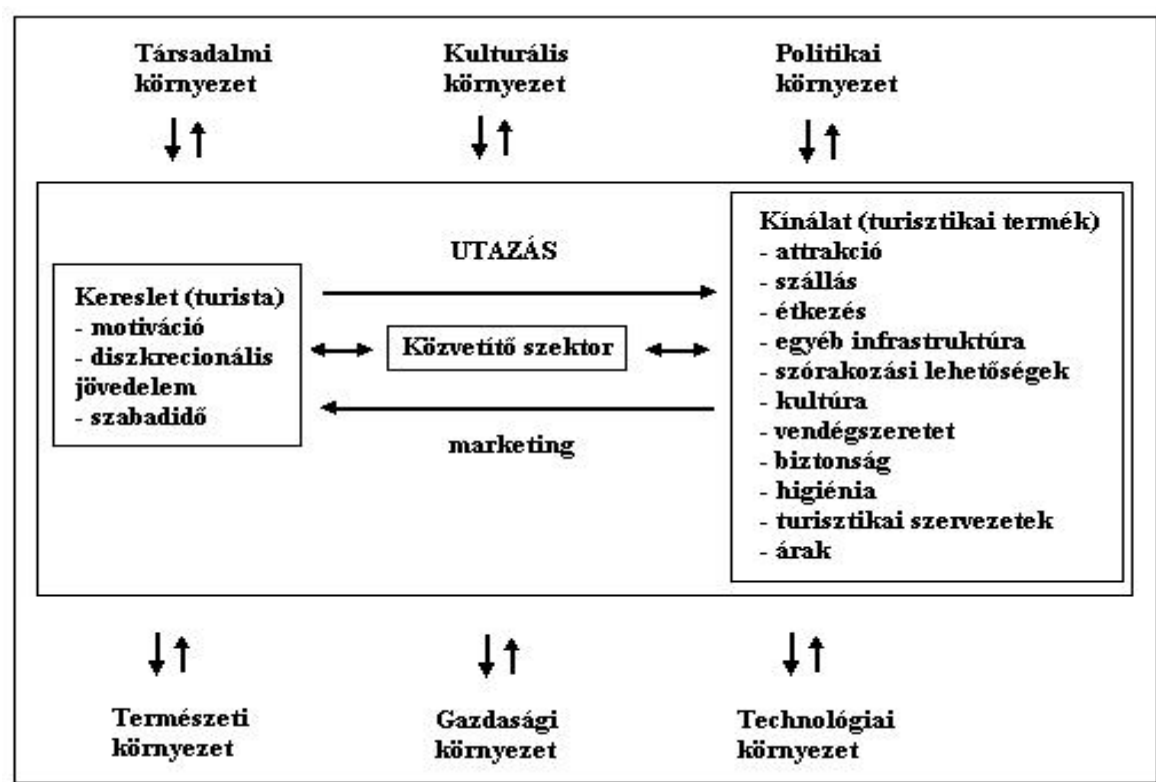 Társadalmi
környezet
Kulturális
környezet
Politikai
környezet
UTAZÁS
Kereslet (turista)
- motiváció
- diszkrecionális
jövedelem
- szabadidő
Közvetítő szektor
marketing
Kínálat (turisztikai termék)
- attrakció
- szállás
- étkezés
- egyéb infrastruktúra
- szórakozási lehetőségek
- kultúra
- vendégszeretet
- biztonság
- higiénia
- turisztikai szervezetek
- árak
Természeti
környezet
Gazdasági
környezet
Technológiai
környezet